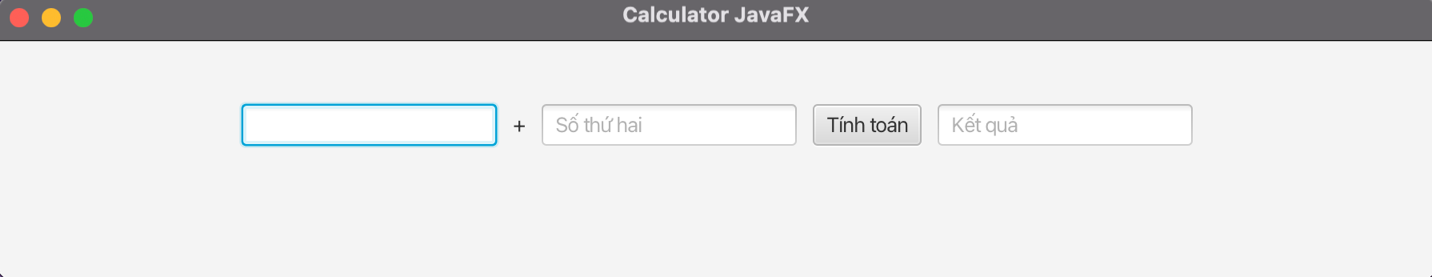 Calculator JavaFX
+ Số thứ hai Tính toán Kết quả